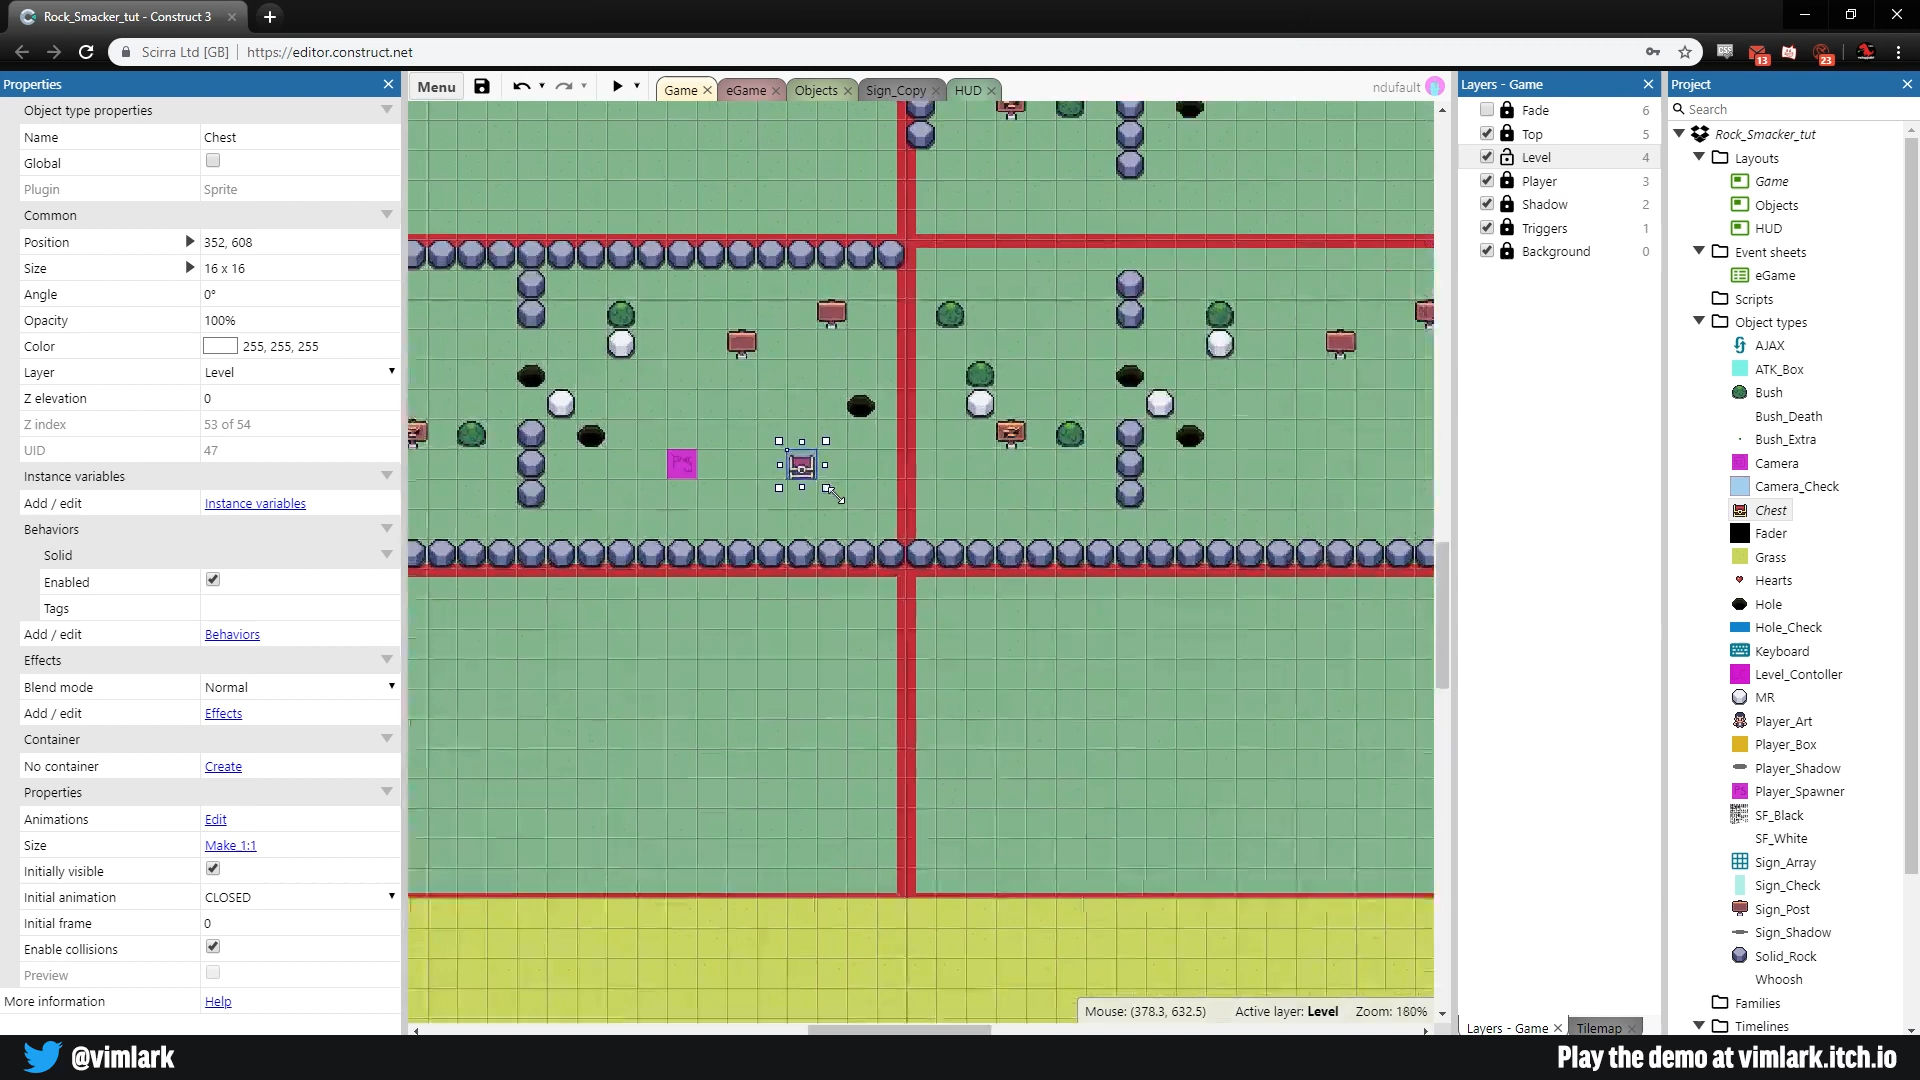 Rock_Smacker_tut - Construct 3
Scirra Ltd [GB]
https://editor.construct.net
13
23
Properties
Object type properties
Name
Chest
Global
Plugin
Sprite
Common
Position
352, 608
Size
16 x 16
Angle
0°
Opacity
100%
Color
255, 255, 255
Layer
Level
Z elevation
0
Z index
53 of 54
UID
47
Instance variables
Add / edit
Instance variables
Behaviors
Solid
Enabled
Tags
Add / edit
Behaviors
Effects
Blend mode
Normal
Add / edit
Effects
Container
No container
Create
Properties
Animations
Edit
Size
Make 1:1
Initially visible
Initial animation
CLOSED
Initial frame
0
Enable collisions
Preview
More information
Help
Menu
Game
eGame
Objects
Sign_Copy
HUD
ndufault
PS
Mouse: (378.3, 632.5)
Active layer: Level
Zoom: 180%
Layers - Game
Fade
6
Top
5
Level
4
Player
3
Shadow
2
Triggers
1
Background
0
Layers - Game
Tilemap
Project
Search
Rock_Smacker_tut
Layouts
Game
Objects
HUD
Event sheets
eGame
Scripts
Object types
AJAX
ATK_Box
Bush
Bush_Death
Bush_Extra
Camera
Camera_Check
Chest
Fader
Grass
Hearts
Hole
Hole_Check
Keyboard
Level_Contoller
MR
Player_Art
Player_Box
Player_Shadow
Player_Spawner
SF_Black
SF_White
Sign_Array
Sign_Check
Sign_Post
Sign_Shadow
Solid_Rock
Whoosh
Families
Timelines
@vimlark
Play the demo at vimlark.itch.io